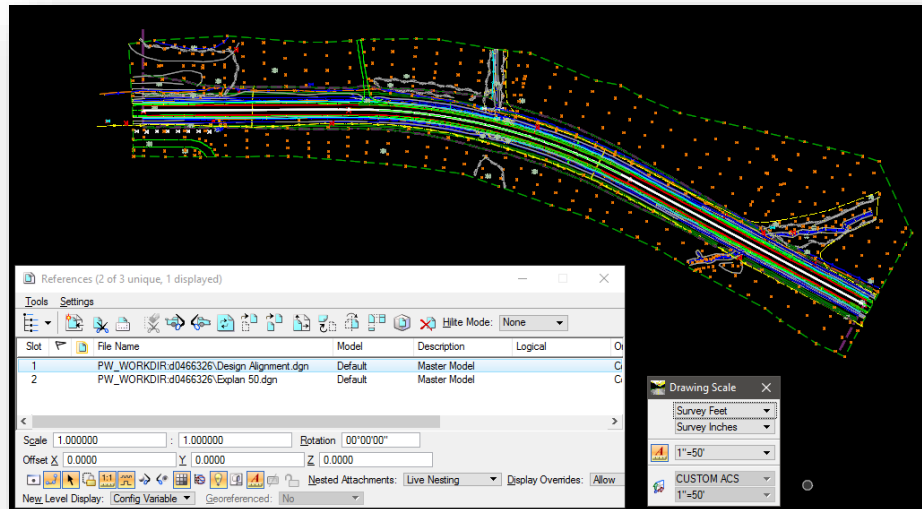 References (2 of 3 unique, 1 displayed)
Tools Settings
Hilite Mode: None
Slot File Name Model Description Logical
1 PW_WORKDIR:d0466326\Design Alignment.dgn Default Master Model
2 PW_WORKDIR:d0466326\Explan 50.dgn Default Master Model
Scale 1.000000 : 1.000000 Rotation 00°00'00"
Offset X 0.0000 Y 0.0000 Z 0.0000
1:1 Nested Attachments: Live Nesting Display Overrides: Allow
New Level Display: Config Variable Georeferenced: No
Drawing Scale
Survey Feet
Survey Inches
1"=50'
CUSTOM ACS
1"=50'